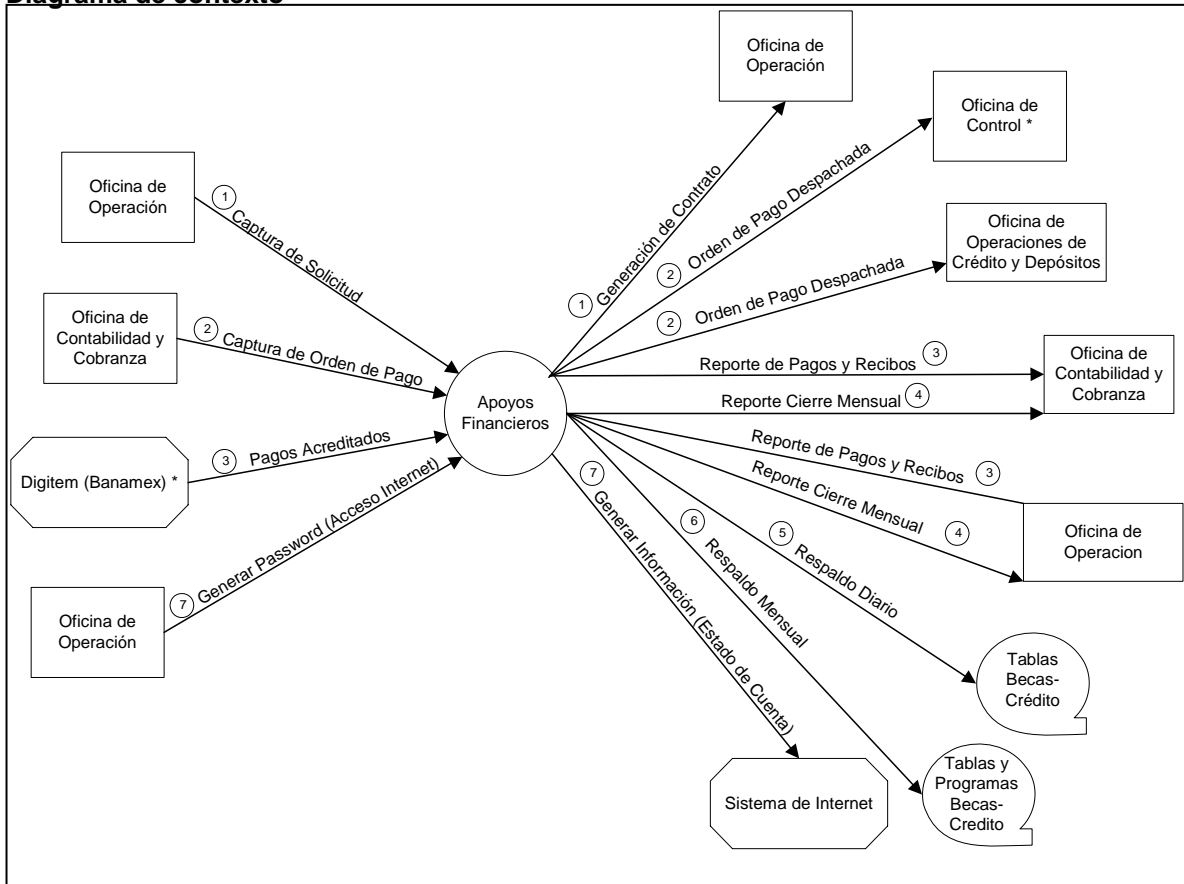 Diagrama de contexto
Oficina de
Operación
Oficina de
Control *
Oficina de
Operaciones de
Crédito y Depósitos
Oficina de
Contabilidad y
Cobranza
Oficina de
Operacion
Tablas
Becas-
Crédito
Tablas y
Programas
Becas-
Credito
Sistema de Internet
Oficina de
Operación
Oficina de
Contabilidad y
Cobranza
Digitem (Banamex) *
Oficina de
Operación
Apoyos
Financieros
1 Captura de Solicitud
2 Captura de Orden de Pago
3 Pagos Acreditados
7 Generar Password (Acceso Internet)
1 Generación de Contrato
2 Orden de Pago Despachada
2 Orden de Pago Despachada
Reporte de Pagos y Recibos 3
Reporte Cierre Mensual 4
Reporte de Pagos y Recibos 3
Reporte Cierre Mensual 4
5 Respaldo Diario
6 Respaldo Mensual
7 Generar Información (Estado de Cuenta)